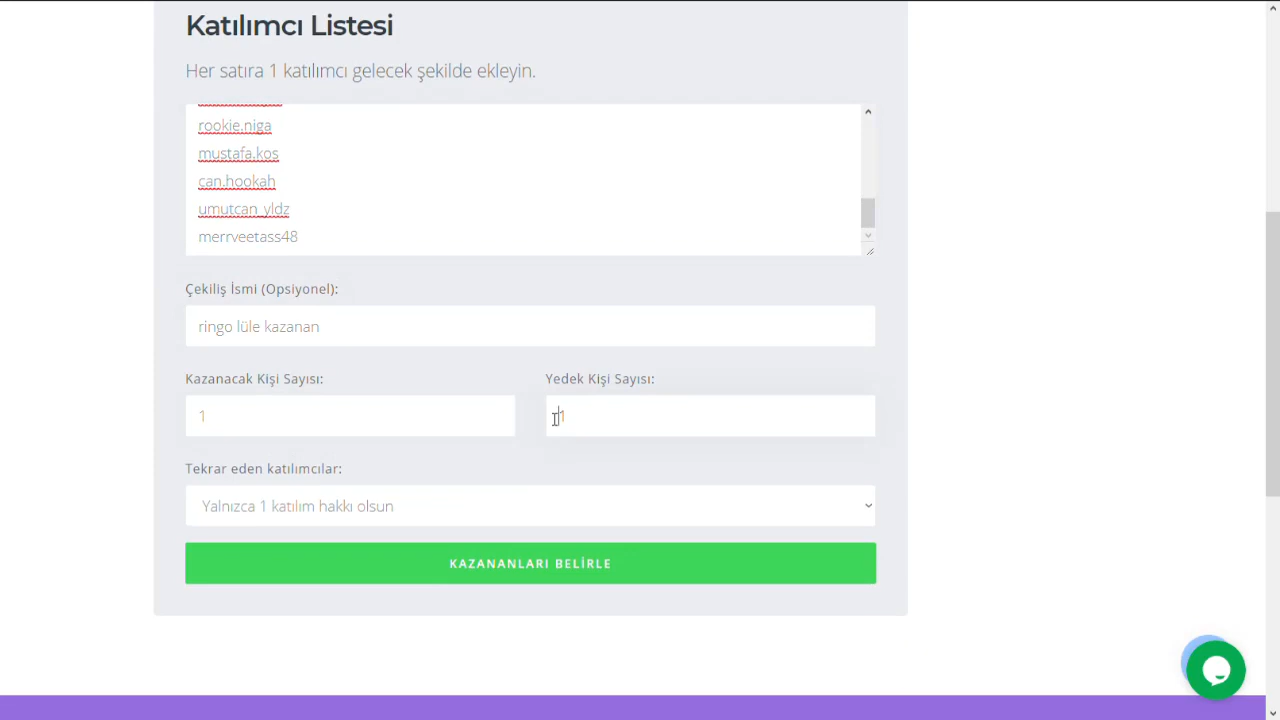 Katılımcı Listesi
Her satıra 1 katılımcı gelecek şekilde ekleyin.
rookie.niga
mustafa.kos
can.hookah
umutcan_yldz
merrveetass48
Çekiliş İsmi (Opsiyonel):
ringo lüle kazanan
Kazanacak Kişi Sayısı:
Yedek Kişi Sayısı:
1
1
Tekrar eden katılımcılar:
Yalnızca 1 katılım hakkı olsun
KAZANANLARI BELİRLE